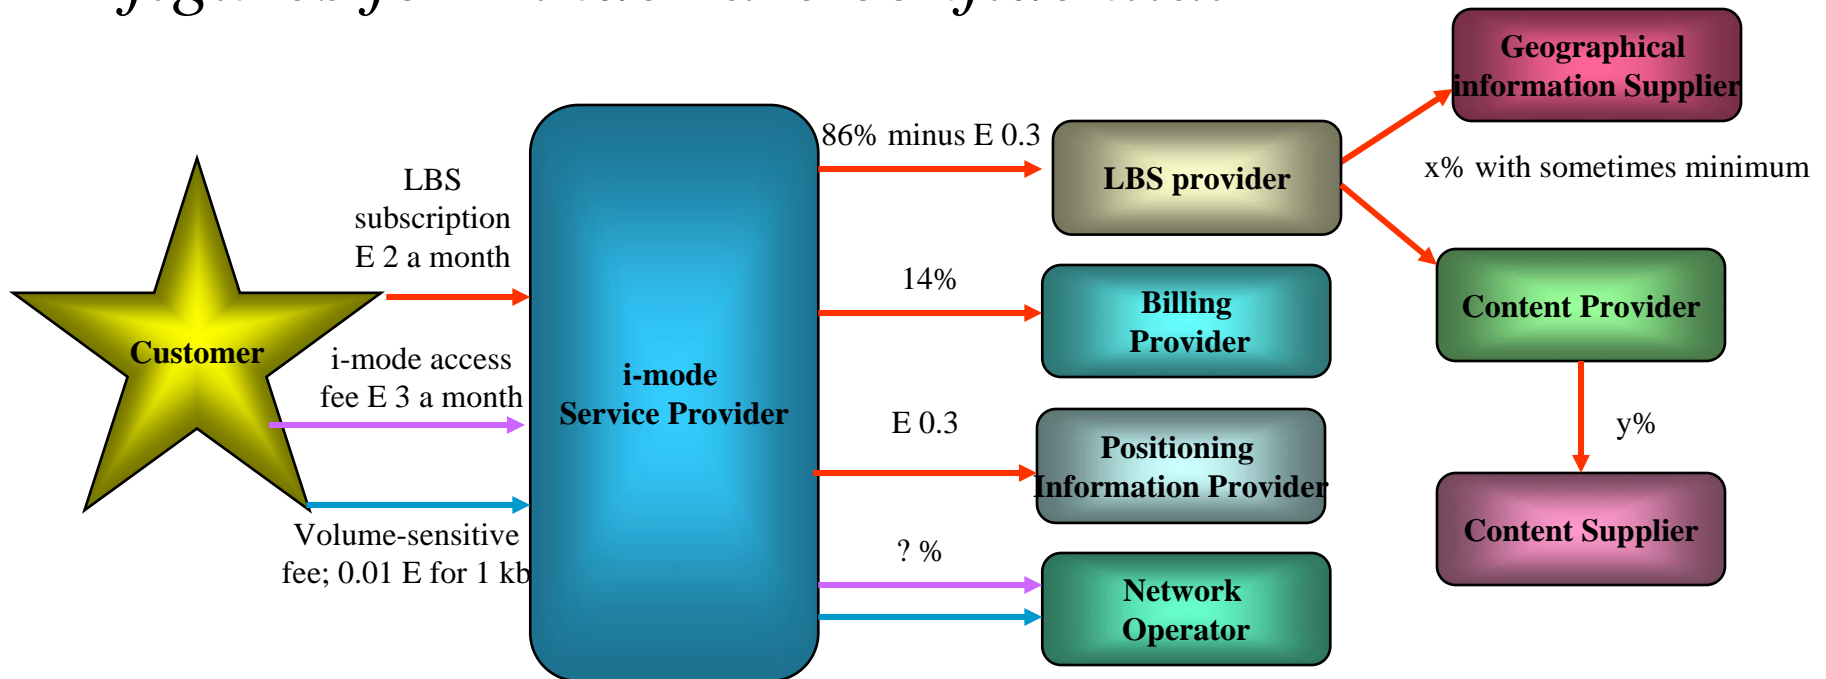 Geographical
information Supplier
86% minus E 0.3
LBS provider
x% with sometimes minimum
LBS
subscription
E 2 a month
14%
Billing
Provider
Content Provider
Customer
i-mode access
fee E 3 a month
i-mode
Service Provider
E 0.3
Positioning
Information Provider
y%
Content Supplier
Volume-sensitive
fee; 0.01 E for 1 kb
? %
Network
Operator